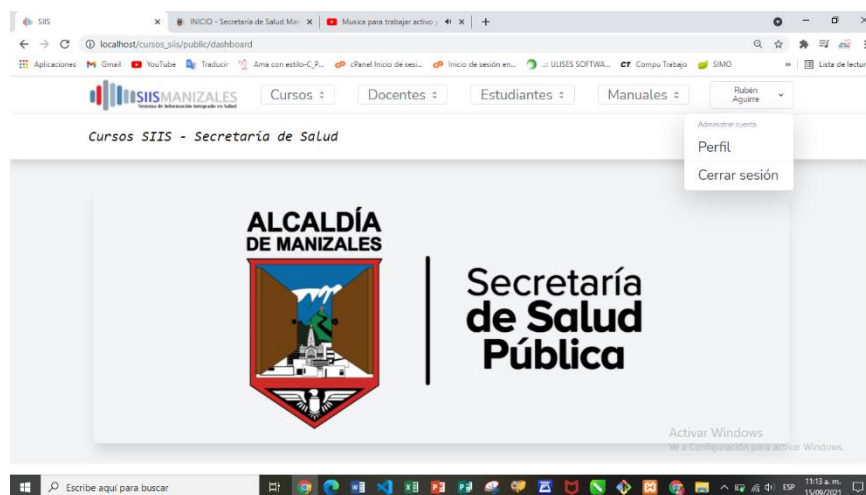 SIIS
INICIO - Secretaría de Salud Ma
Musica para trabajar activo y
localhost/cursos_siis/public/dashboard
Aplicaciones Gmail YouTube Traducir Ama con estilo-C_P... cPanel Inicio de sesi... Inicio de sesión en... ..:: ULISES SOFTWA... CT Compu Trabajo SIMO » Lista de lectur
SIISMANIZALES Cursos Docentes Estudiantes Manuales Rubén
Aguirre
Sistema de Información Integrado en Salud
Administrar cuenta
Cursos SIIS - Secretaría de Salud
Perfil
Cerrar sesión
ALCALDÍA
DE MANIZALES
Secretaría
de Salud
Pública
Activar Windows
Ve a Configuración para activar Windows.
Escribe aquí para buscar
ESP
11:13 a. m.
15/09/2021